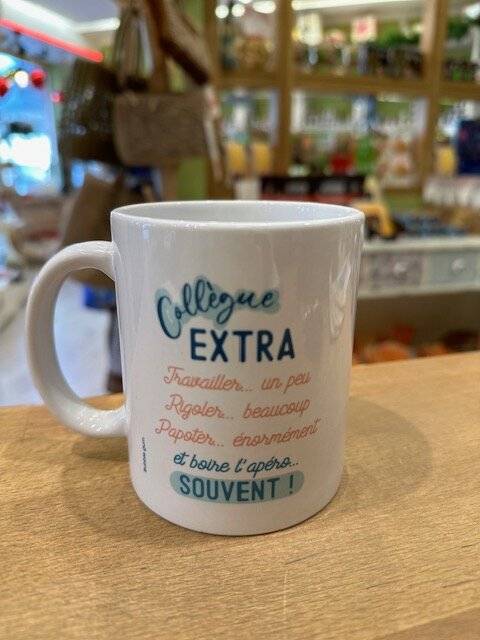 Collègue
EXTRA
Travailler... un peu
Rigoler... beaucoup
Papoter... énormément
et boire l'apéro...
SOUVENT !